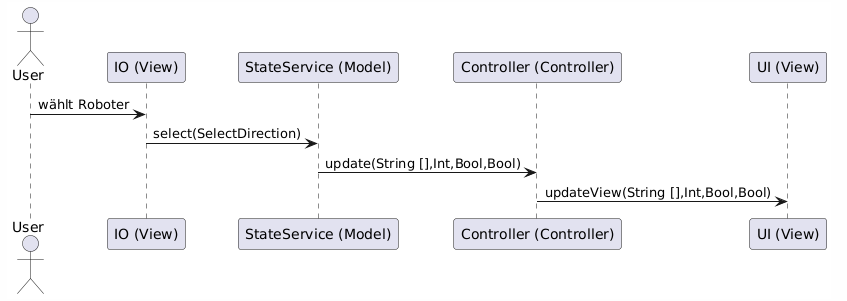 User
IO (View)
StateService (Model)
Controller (Controller)
UI (View)
wählt Roboter
select(SelectDirection)
update(String [],Int,Bool,Bool)
updateView(String [],Int,Bool,Bool)
User
IO (View)
StateService (Model)
Controller (Controller)
UI (View)